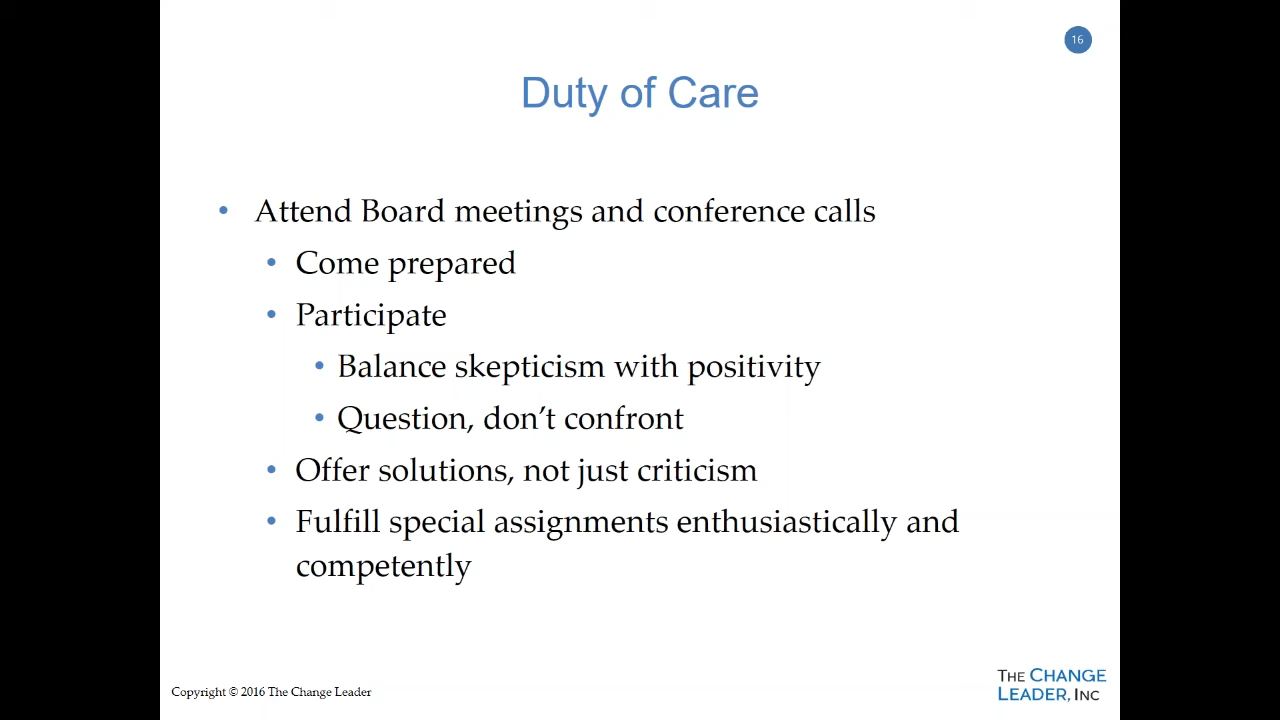 16
Duty of Care
• Attend Board meetings and conference calls
• Come prepared
• Participate
• Balance skepticism with positivity
• Question, don’t confront
• Offer solutions, not just criticism
• Fulfill special assignments enthusiastically and
competently
Copyright © 2016 The Change Leader
THE CHANGE
LEADER, INC